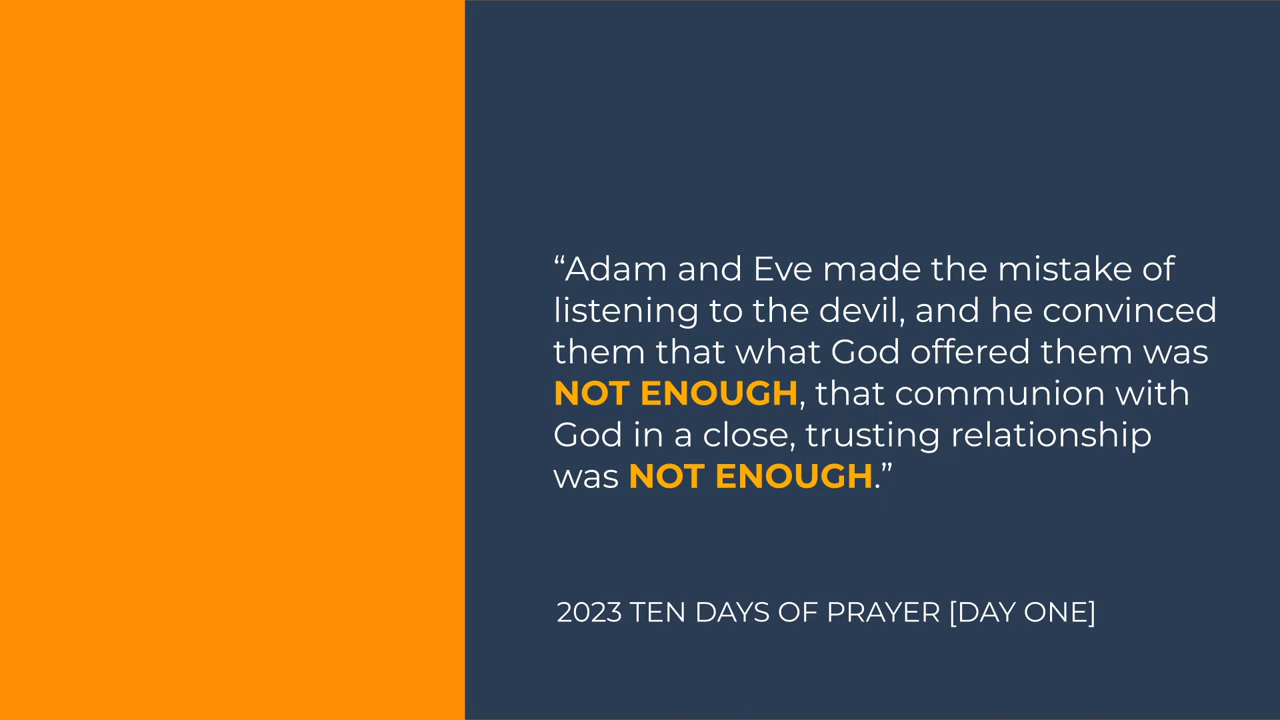 “Adam and Eve made the mistake of
listening to the devil, and he convinced
them that what God offered them was
NOT ENOUGH, that communion with
God in a close, trusting relationship
was NOT ENOUGH.”
2023 TEN DAYS OF PRAYER [DAY ONE]